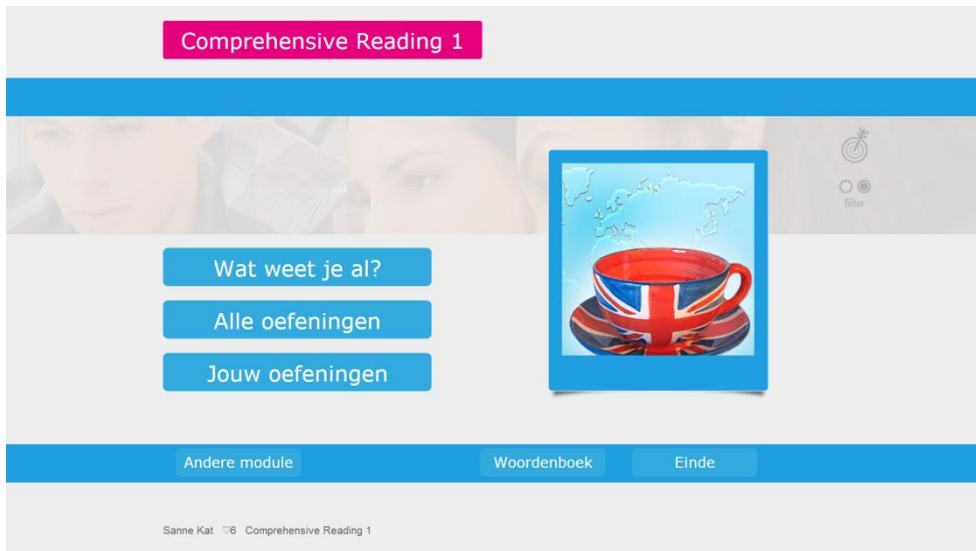 Comprehensive Reading 1
filter
Wat weet je al?
Alle oefeningen
Jouw oefeningen
Andere module Woordenboek Einde
Sanne Kat ♡6 Comprehensive Reading 1